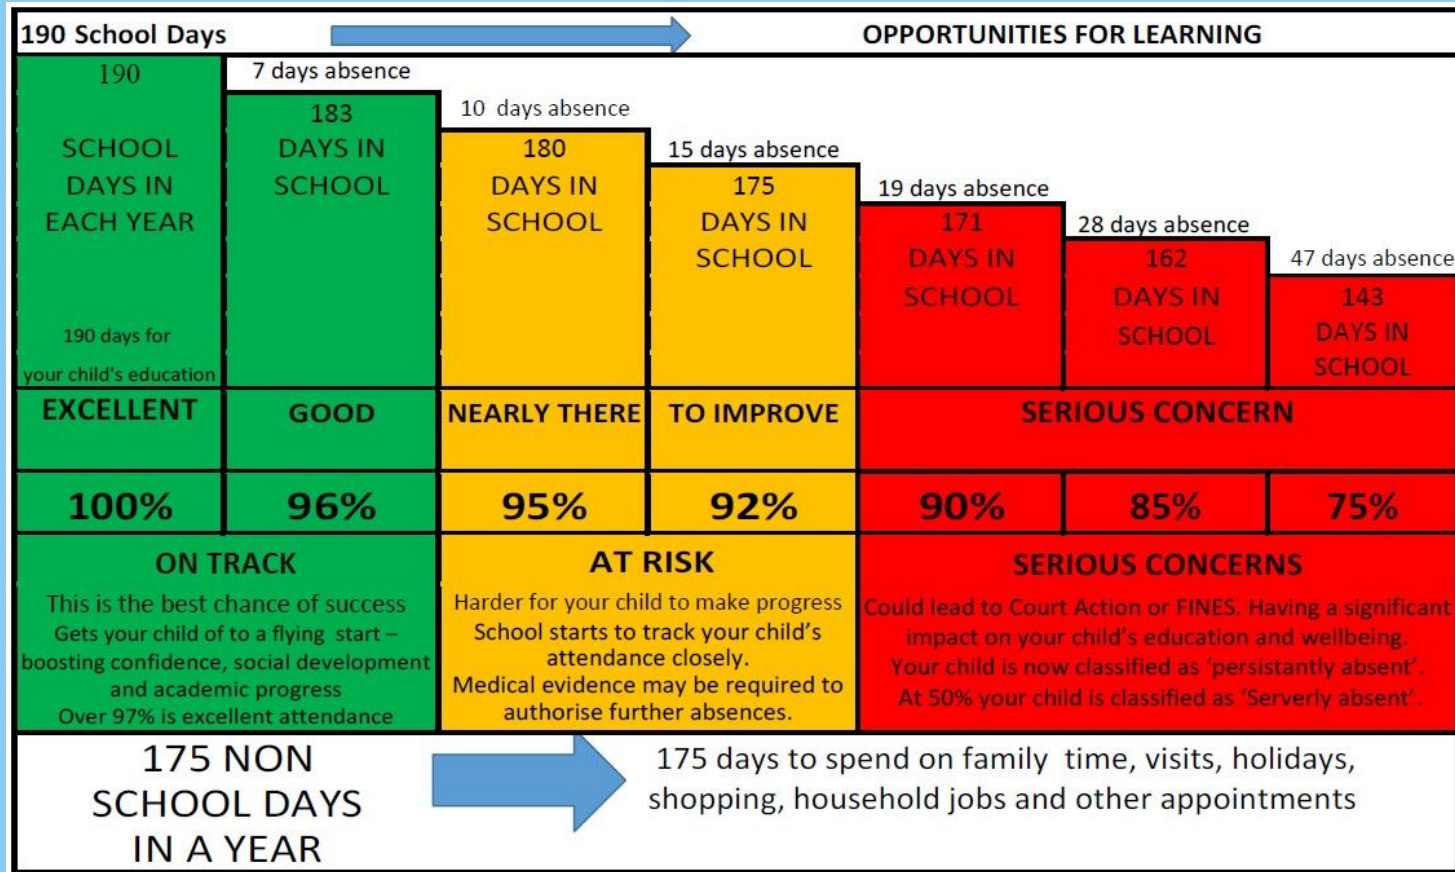 190 School Days
OPPORTUNITIES FOR LEARNING
190
SCHOOL
DAYS IN
EACH YEAR
190 days for
your child's education
7 days absence
183
DAYS IN
SCHOOL
10 days absence
180
DAYS IN
SCHOOL
15 days absence
175
DAYS IN
SCHOOL
19 days absence
171
DAYS IN
SCHOOL
28 days absence
162
DAYS IN
SCHOOL
47 days absence
143
DAYS IN
SCHOOL
EXCELLENT
GOOD
NEARLY THERE
TO IMPROVE
SERIOUS CONCERN
100%
96%
95%
92%
90%
85%
75%
ON TRACK
This is the best chance of success
Gets your child of to a flying start –
boosting confidence, social development
and academic progress
Over 97% is excellent attendance
AT RISK
Harder for your child to make progress
School starts to track your child’s
attendance closely.
Medical evidence may be required to
authorise further absences.
SERIOUS CONCERNS
Could lead to Court Action or FINES. Having a significant
impact on your child’s education and wellbeing.
Your child is now classified as ‘persistantly absent’.
At 50% your child is classified as ‘Serverly absent’.
175 NON
SCHOOL DAYS
IN A YEAR
175 days to spend on family time, visits, holidays,
shopping, household jobs and other appointments